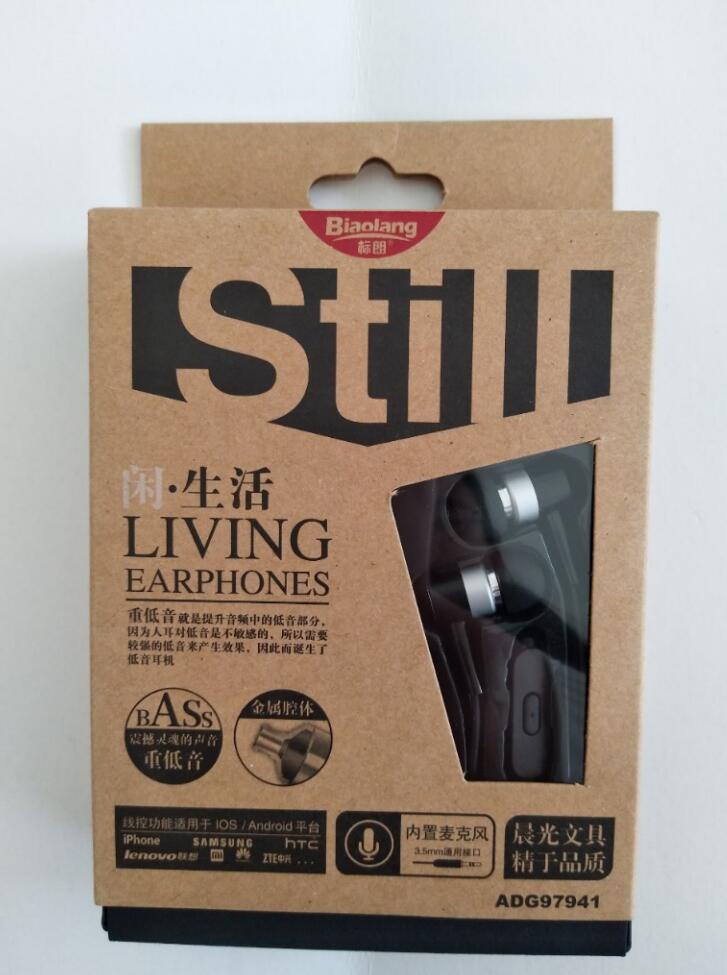 Biaolang
标朗®
Still
闲·生活
LIVING
EARPHONES
重低音就是提升音频中的低音部分,
因为人耳对低音是不敏感的、所以需要
较强的低音来产生效果,因此而诞生了
低音耳机
BASS
震撼灵魂的声音
重低音
金属腔体
线控功能适用于 IOS / Android 平台
iPhone SAMSUNG hTC
lenovo联想 mi ZTE中兴 ...
内置麦克风
3.5mm通用接口
晨光文具
精于品质
ADG97941